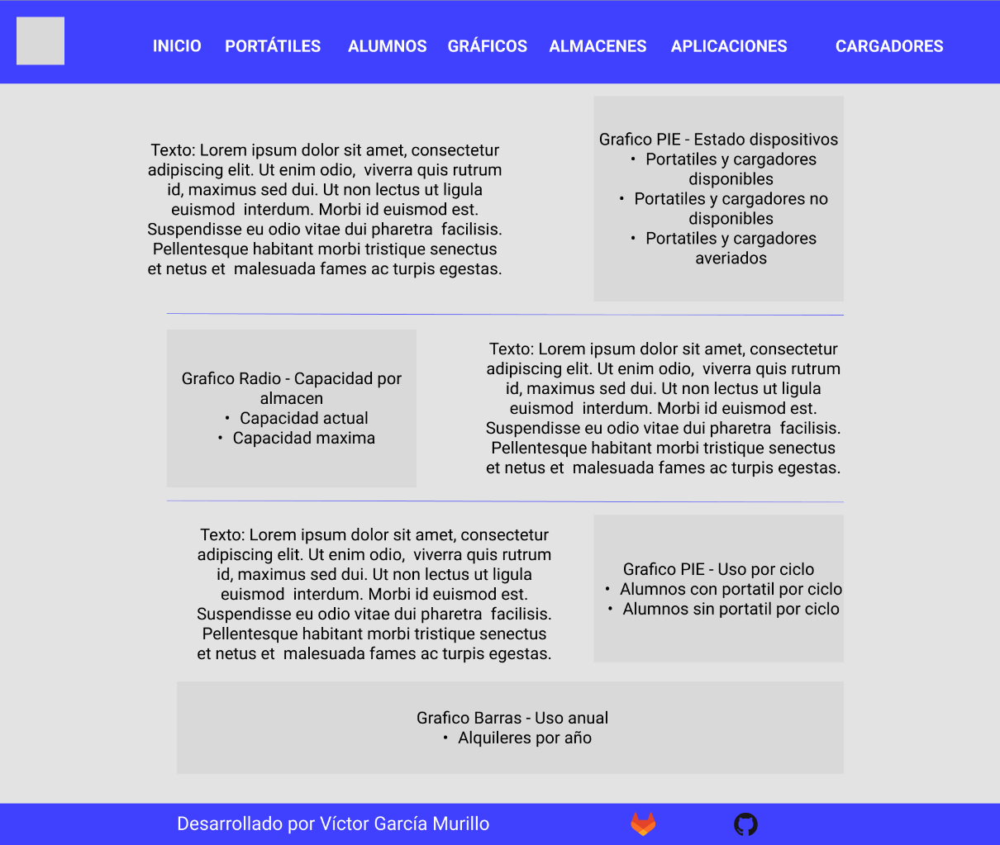 INICIO PORTÁTILES ALUMNOS GRÁFICOS ALMACENES APLICACIONES CARGADORES
Texto: Lorem ipsum dolor sit amet, consectetur
adipiscing elit. Ut enim odio,  viverra quis rutrum
id, maximus sed dui. Ut non lectus ut ligula
euismod  interdum. Morbi id euismod est.
Suspendisse eu odio vitae dui pharetra  facilisis.
Pellentesque habitant morbi tristique senectus
et netus et  malesuada fames ac turpis egestas.
Grafico PIE - Estado dispositivos
• Portatiles y cargadores
disponibles
• Portatiles y cargadores no
disponibles
• Portatiles y cargadores
averiados
Grafico Radio - Capacidad por
almacen
• Capacidad actual
• Capacidad maxima
Texto: Lorem ipsum dolor sit amet, consectetur
adipiscing elit. Ut enim odio,  viverra quis rutrum
id, maximus sed dui. Ut non lectus ut ligula
euismod  interdum. Morbi id euismod est.
Suspendisse eu odio vitae dui pharetra  facilisis.
Pellentesque habitant morbi tristique senectus
et netus et  malesuada fames ac turpis egestas.
Texto: Lorem ipsum dolor sit amet, consectetur
adipiscing elit. Ut enim odio,  viverra quis rutrum
id, maximus sed dui. Ut non lectus ut ligula
euismod  interdum. Morbi id euismod est.
Suspendisse eu odio vitae dui pharetra  facilisis.
Pellentesque habitant morbi tristique senectus
et netus et  malesuada fames ac turpis egestas.
Grafico PIE - Uso por ciclo
• Alumnos con portatil por ciclo
• Alumnos sin portatil por ciclo
Grafico Barras - Uso anual
• Alquileres por año
Desarrollado por Víctor García Murillo